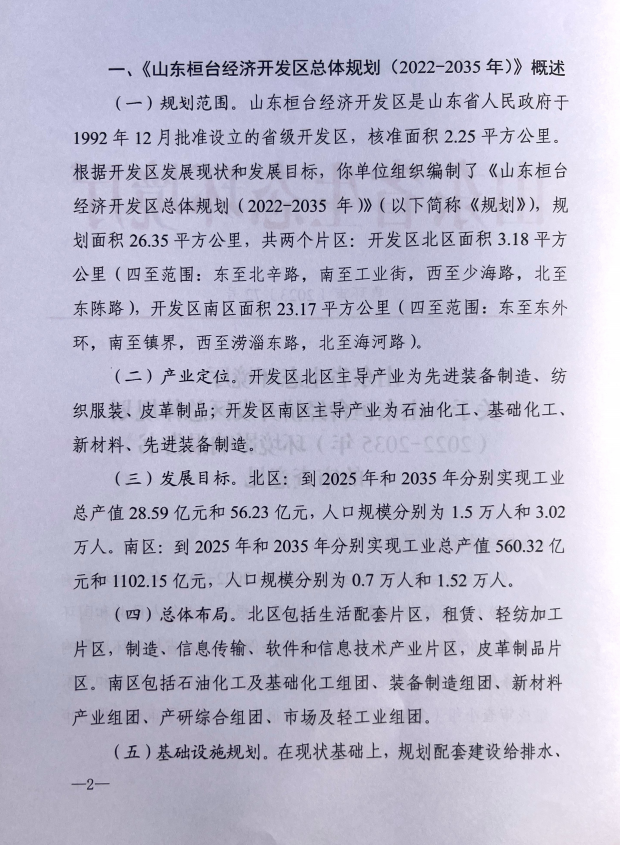 一、《山东桓台经济开发区总体规划（2022-2035 年）》概述
（一）规划范围。山东桓台经济开发区是山东省人民政府于
1992 年 12 月批准设立的省级开发区，核准面积 2.25 平方公里。
根据开发区发展现状和发展目标，你单位组织编制了《山东桓台
经济开发区总体规划（2022-2035 年）》（以下简称《规划》），规
划面积 26.35 平方公里，共两个片区：开发区北区面积 3.18 平方
公里（四至范围：东至北辛路，南至工业街，西至少海路，北至
东陈路），开发区南区面积 23.17 平方公里（四至范围：东至东外
环，南至镇界，西至涝淄东路，北至海河路）。
（二）产业定位。开发区北区主导产业为先进装备制造、纺
织服装、皮革制品；开发区南区主导产业为石油化工、基础化工、
新材料、先进装备制造。
（三）发展目标。北区：到 2025 年和 2035 年分别实现工业
总产值 28.59 亿元和 56.23 亿元，人口规模分别为 1.5 万人和 3.02
万人。南区：到 2025 年和 2035 年分别实现工业总产值 560.32 亿
元和 1102.15 亿元，人口规模分别为 0.7 万人和 1.52 万人。
（四）总体布局。北区包括生活配套片区，租赁、轻纺加工
片区，制造、信息传输、软件和信息技术产业片区，皮革制品片
区。南区包括石油化工及基础化工组团、装备制造组团、新材料
产业组团、产研综合组团、市场及轻工业组团。
（五）基础设施规划。在现状基础上，规划配套建设给排水、
—2—